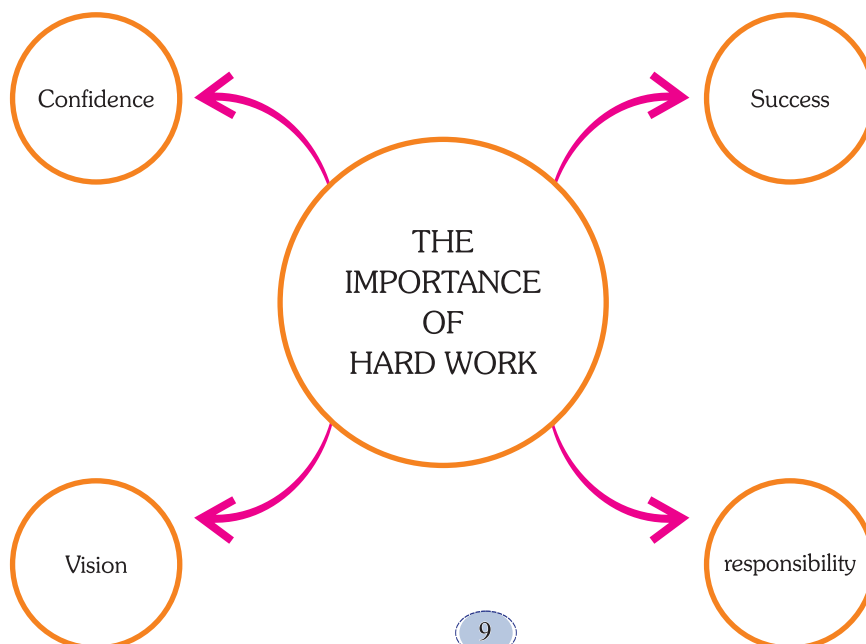 Confidence
Success
THE
IMPORTANCE
OF
HARD WORK
Vision
responsibility
9